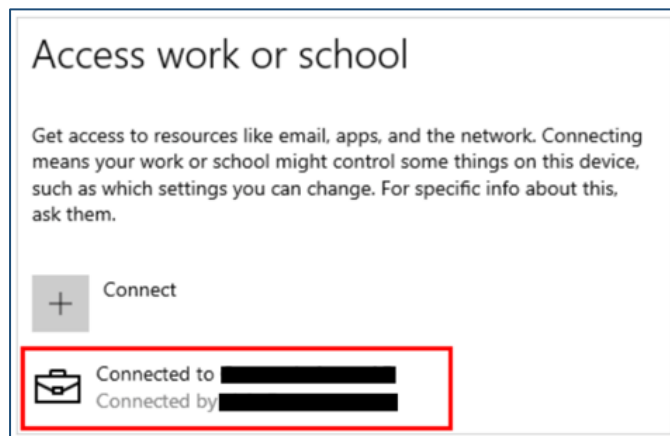 Access work or school
Get access to resources like email, apps, and the network. Connecting
means your work or school might control some things on this device,
such as which settings you can change. For specific info about this,
ask them.
Connect
Connected to
Connected by